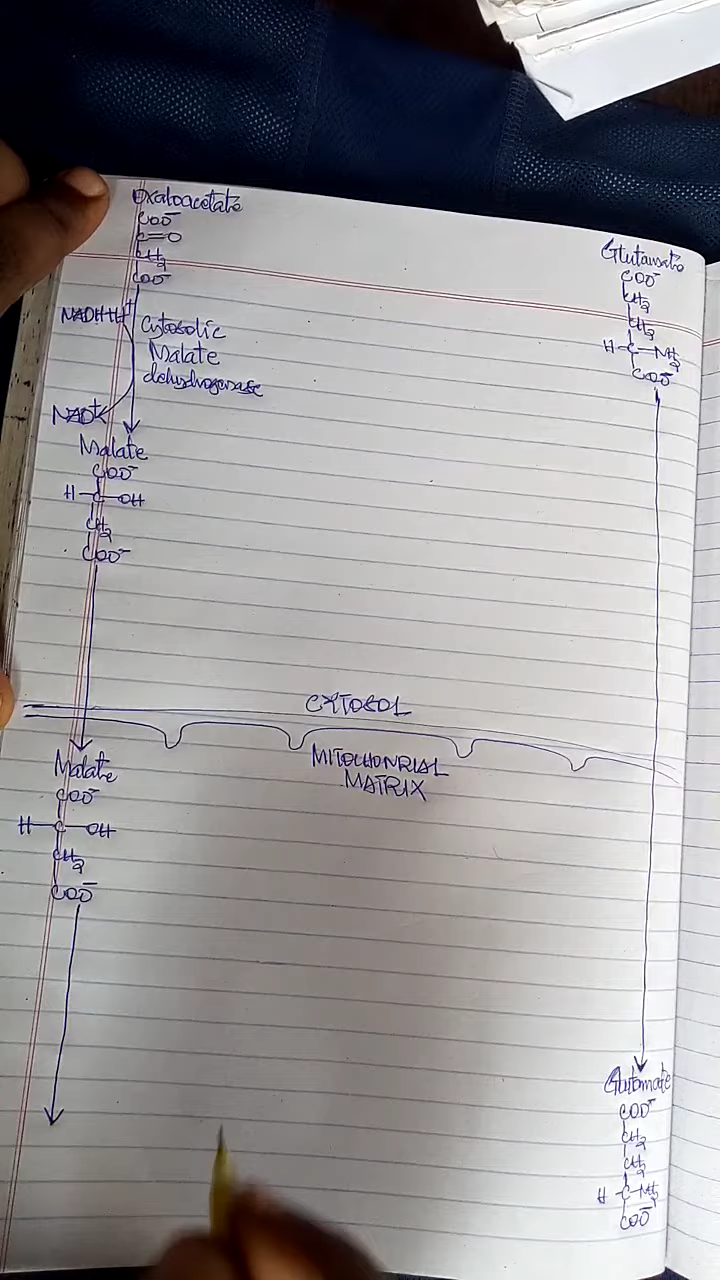 Oxaloacetate
COO⁻
C=O
CH₂
COO⁻
NADH+H⁺
Cytosolic
Malate
dehydrogenase
NAD⁺
Malate
COO⁻
H-C-OH
CH₂
COO⁻
Glutamate
COO⁻
CH₂
CH₂
H-C-NH₂
COO⁻
CYTOSOL
MITOCHONRIAL
MATRIX
Malate
COO⁻
H-C-OH
CH₂
COO⁻
Glutamate
COO⁻
CH₂
CH₂
H-C-NH₂
COO⁻